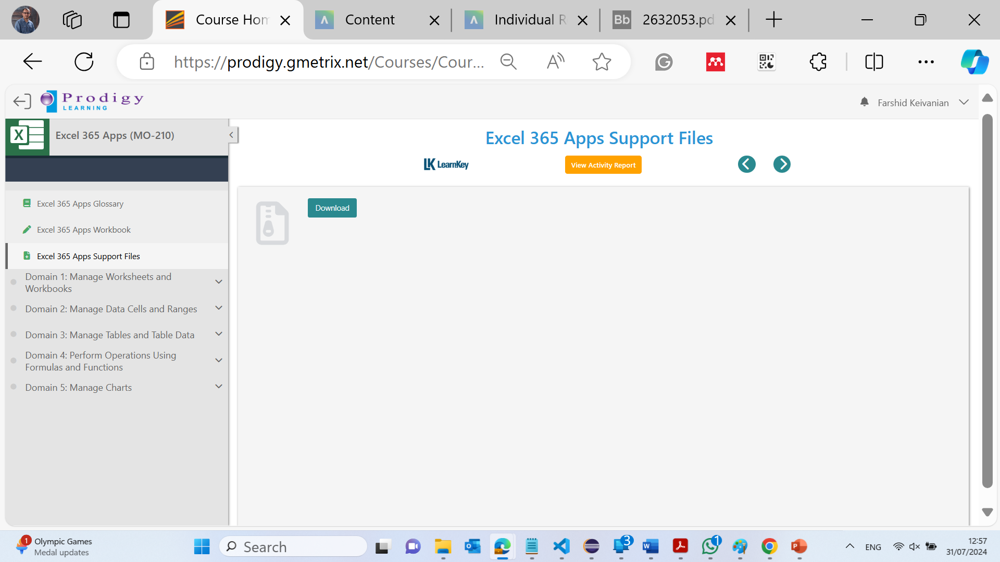 Course Hom
Content
Individual R
Bb
2632053.pd
https://prodigy.gmetrix.net/Courses/Cour...
Prodigy
LEARNING
Farshid Keivanian
Excel 365 Apps (MO-210)
Excel 365 Apps Support Files
LK LearnKey
View Activity Report
Excel 365 Apps Glossary
Excel 365 Apps Workbook
Excel 365 Apps Support Files
Download
Domain 1: Manage Worksheets and
Workbooks
Domain 2: Manage Data Cells and Ranges
Domain 3: Manage Tables and Table Data
Domain 4: Perform Operations Using
Formulas and Functions
Domain 5: Manage Charts
1
Olympic Games
Medal updates
Search
3
1
ENG
12:57
31/07/2024